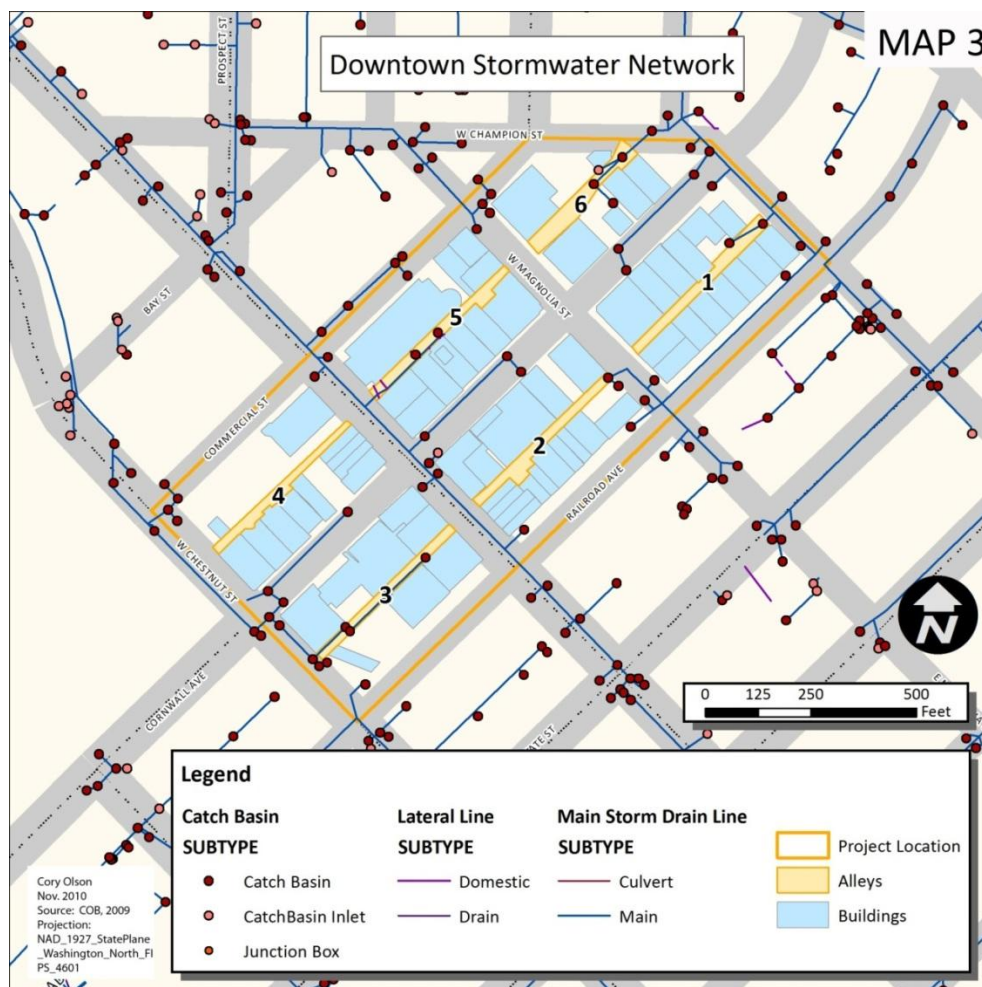 MAP 3
Downtown Stormwater Network
PROSPECT ST
W CHAMPION ST
6
W MAGNOLIA ST
1
BAY ST
5
COMMERCIAL ST
2
4
RAILROAD AVE
W CHESTNUT ST
3
N
CORNWALL AVE
0 125 250 500
Feet
Legend
Catch Basin
SUBTYPE
Catch Basin
CatchBasin Inlet
Junction Box
Lateral Line
SUBTYPE
Domestic
Drain
Main Storm Drain Line
SUBTYPE
Culvert
Main
Project Location
Alleys
Buildings
Cory Olson
Nov. 2010
Source: COB, 2009
Projection:
NAD_1927_StatePlane
_Washington_North_FI
PS_4601